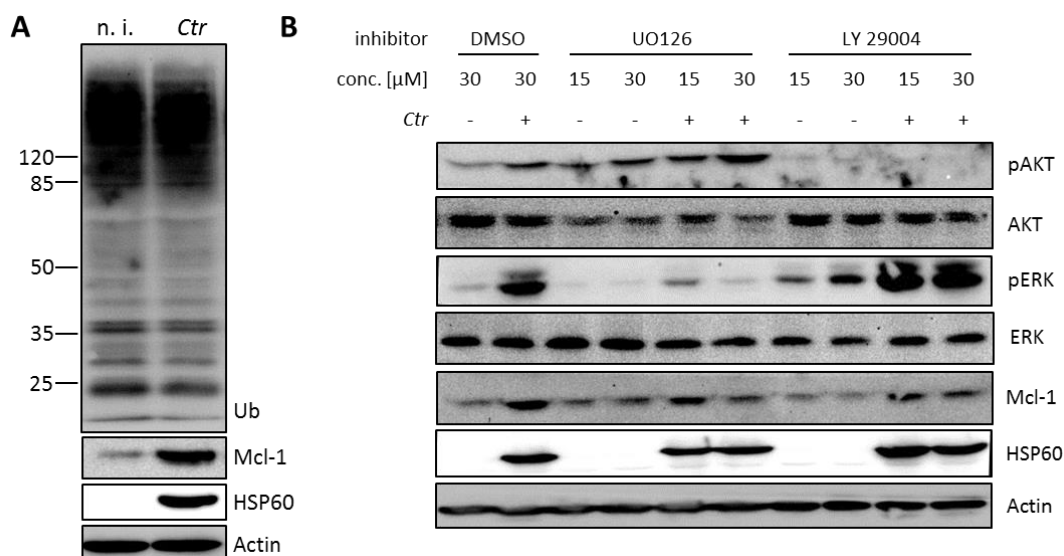 A
n. i. Ctr
120
85
50
35
25
Ub
Mcl-1
HSP60
Actin
B
inhibitor DMSO UO126 LY 29004
conc. [µM] 30 30 15 30 15 30 15 30 15 30
Ctr - + - - + + - - + +
pAKT
AKT
pERK
ERK
Mcl-1
HSP60
Actin